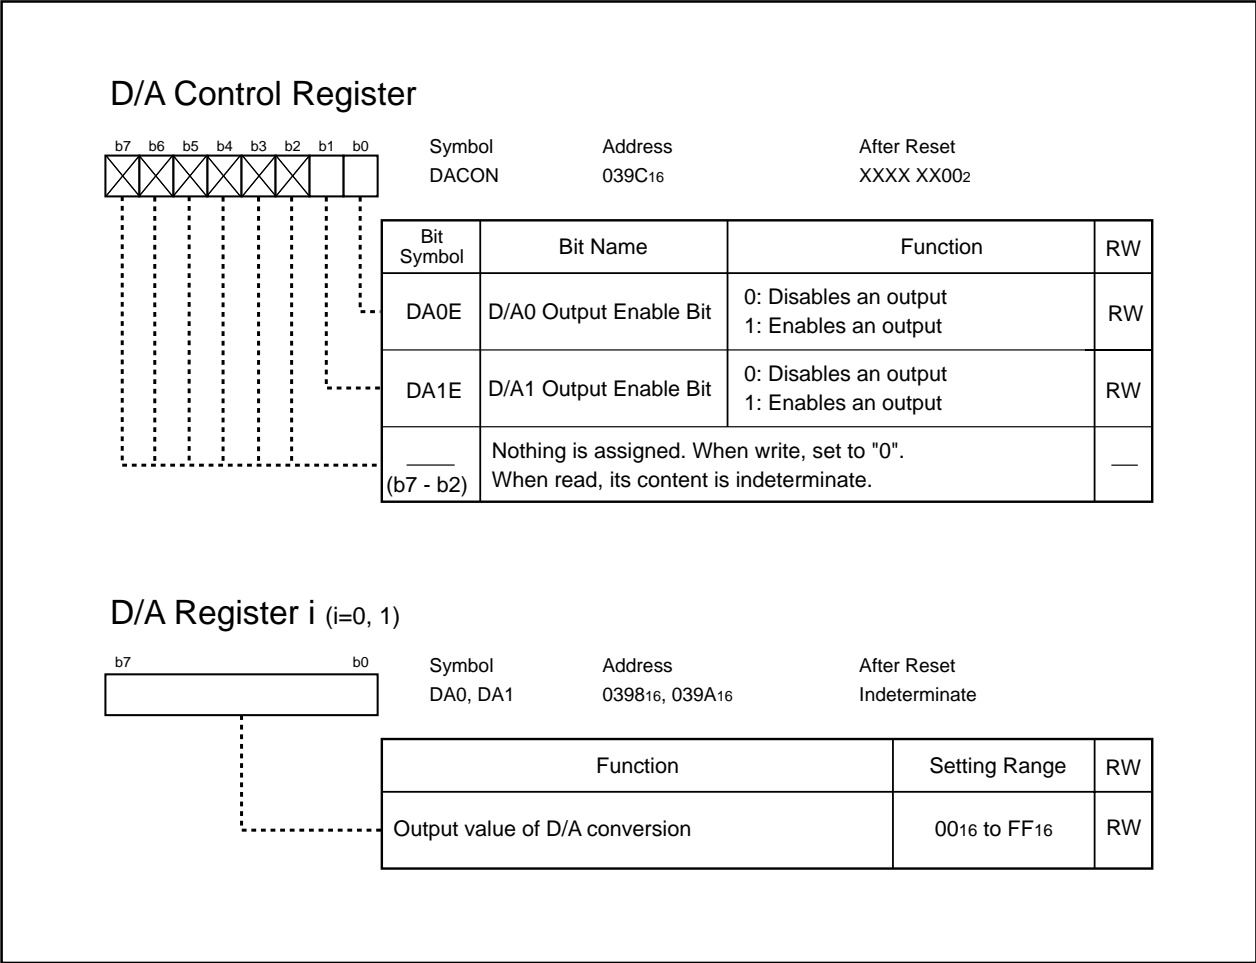 D/A Control Register
b7 b6 b5 b4 b3 b2 b1 b0
Symbol Address After Reset
DACON 039C16 XXXX XX002
Bit Symbol Bit Name Function RW
DA0E D/A0 Output Enable Bit 0: Disables an output
1: Enables an output RW
DA1E D/A1 Output Enable Bit 0: Disables an output
1: Enables an output RW
(b7 - b2) Nothing is assigned. When write, set to "0".
When read, its content is indeterminate.
D/A Register i (i=0, 1)
b7 b0
Symbol Address After Reset
DA0, DA1 039816, 039A16 Indeterminate
Function Setting Range RW
Output value of D/A conversion 0016 to FF16 RW